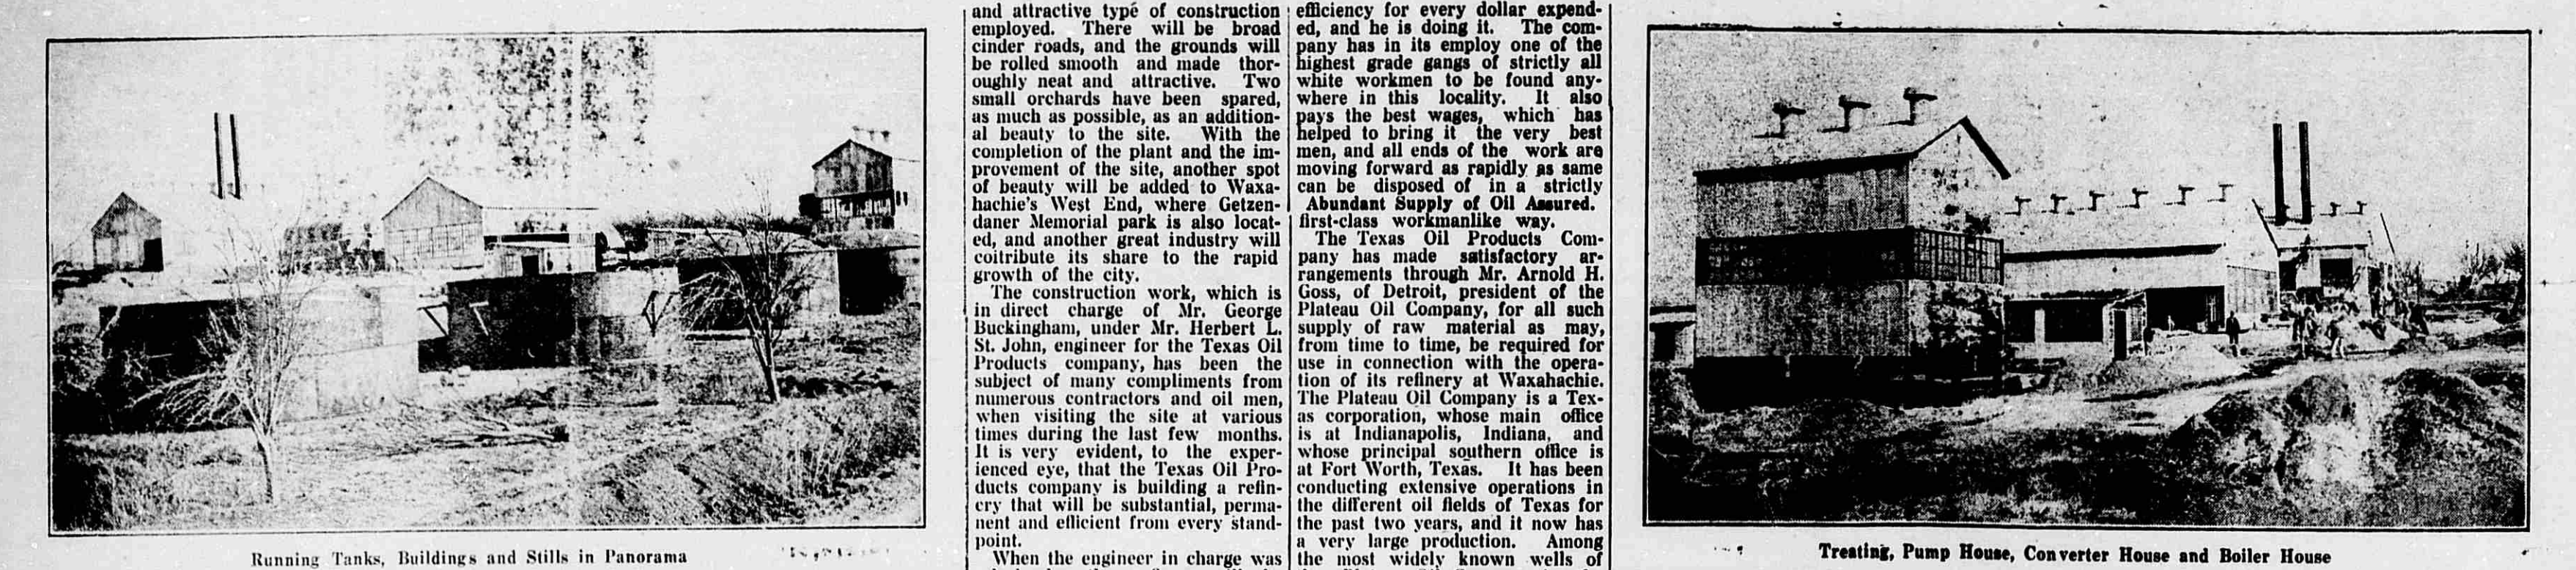 and attractive type of construction
employed. There will be broad
cinder roads, and the grounds will
be rolled smooth and made thor-
oughly neat and attractive. Two
small orchards have been spared,
as much as possible, as an addition-
al beauty to the site. With the
completion of the plant and the im-
provement of the site, another spot
of beauty will be added to Waxa-
hachie's West End, where Getzen-
daner Memorial park is also locat-
ed, and another great industry will
coitribute its share to the rapid
growth of the city.
The construction work, which is
in direct charge of Mr. George
Buckingham, under Mr. Herbert L.
St. John, engineer for the Texas Oil
Products company, has been the
subject of many compliments from
numerous contractors and oil men,
when visiting the site at various
times during the last few months.
It is very evident, to the exper-
ienced eye, that the Texas Oil Pro-
ducts company is building a refin-
ery that will be substantial, perma-
nent and efficient from every stand-
point.
When the engineer in charge was
efficiency for every dollar expend-
ed, and he is doing it. The com-
pany has in its employ one of the
highest grade gangs of strictly all
white workmen to be found any-
where in this locality. It also
pays the best wages, which has
helped to bring it the very best
men, and all ends of the work are
moving forward as rapidly as same
can be disposed of in a strictly
Abundant Supply of Oil Assured.
first-class workmanlike way.
The Texas Oil Products Com-
pany has made satisfactory ar-
rangements through Mr. Arnold H.
Goss, of Detroit, president of the
Plateau Oil Company, for all such
supply of raw material as may,
from time to time, be required for
use in connection with the opera-
tion of its refinery at Waxahachie.
The Plateau Oil Company is a Tex-
as corporation, whose main office
is at Indianapolis, Indiana, and
whose principal southern office is
at Fort Worth, Texas. It has been
conducting extensive operations in
the different oil fields of Texas for
the past two years, and it now has
a very large production. Among
the most widely known wells of
Running Tanks, Buildings and Stills in Panorama
Treating, Pump House, Converter House and Boiler House